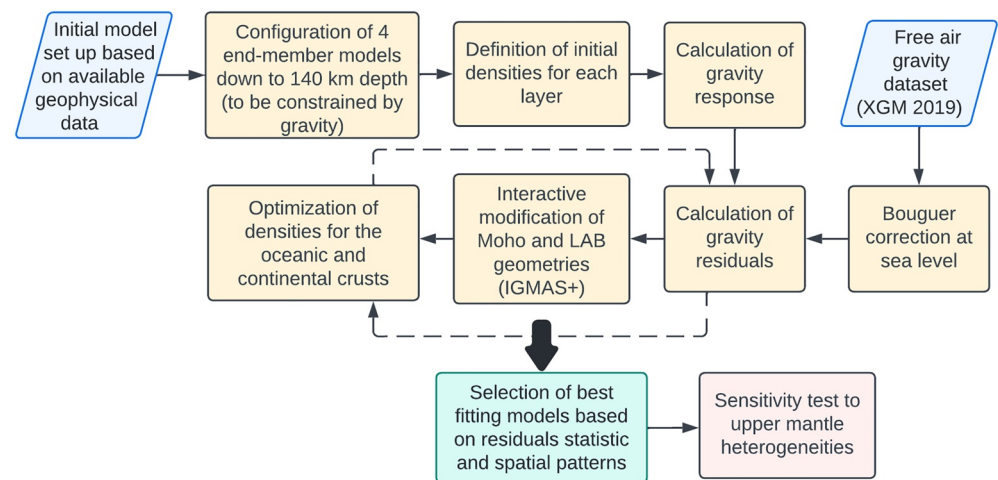 Initial model
set up based
on available
geophysical
data
Configuration of 4
end-member models
down to 140 km depth
(to be constrained by
gravity)
Definition of initial
densities for each
layer
Calculation of
gravity
response
Free air
gravity
dataset
(XGM 2019)
Optimization of
densities for the
oceanic and
continental crusts
Interactive
modification of
Moho and LAB
geometries
(IGMAS+)
Calculation of
gravity
residuals
Bouguer
correction at
sea level
Selection of best
fitting models based
on residuals statistic
and spatial patterns
Sensitivity test to
upper mantle
heterogeneities